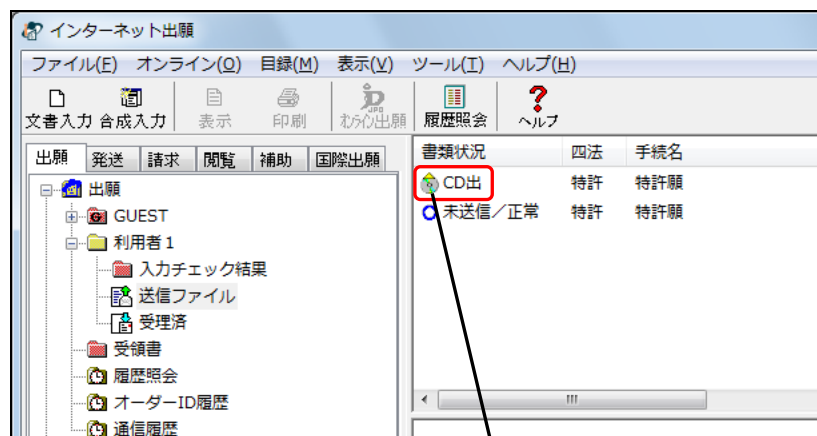 インターネット出願
ファイル(F) オンライン(O) 目録(M) 表示(V) ツール(T) ヘルプ(H)
文書入力 合成入力 表示 印刷 オンライン出願 履歴照会 ヘルプ
出願 発送 請求 閲覧 補助 国際出願
書類状況 四法 手続名
出願
CD出 特許 特許願
GUEST
未送信/正常 特許 特許願
利用者1
入力チェック結果
送信ファイル
受理済
受領書
履歴照会
オーダーID履歴
通信履歴